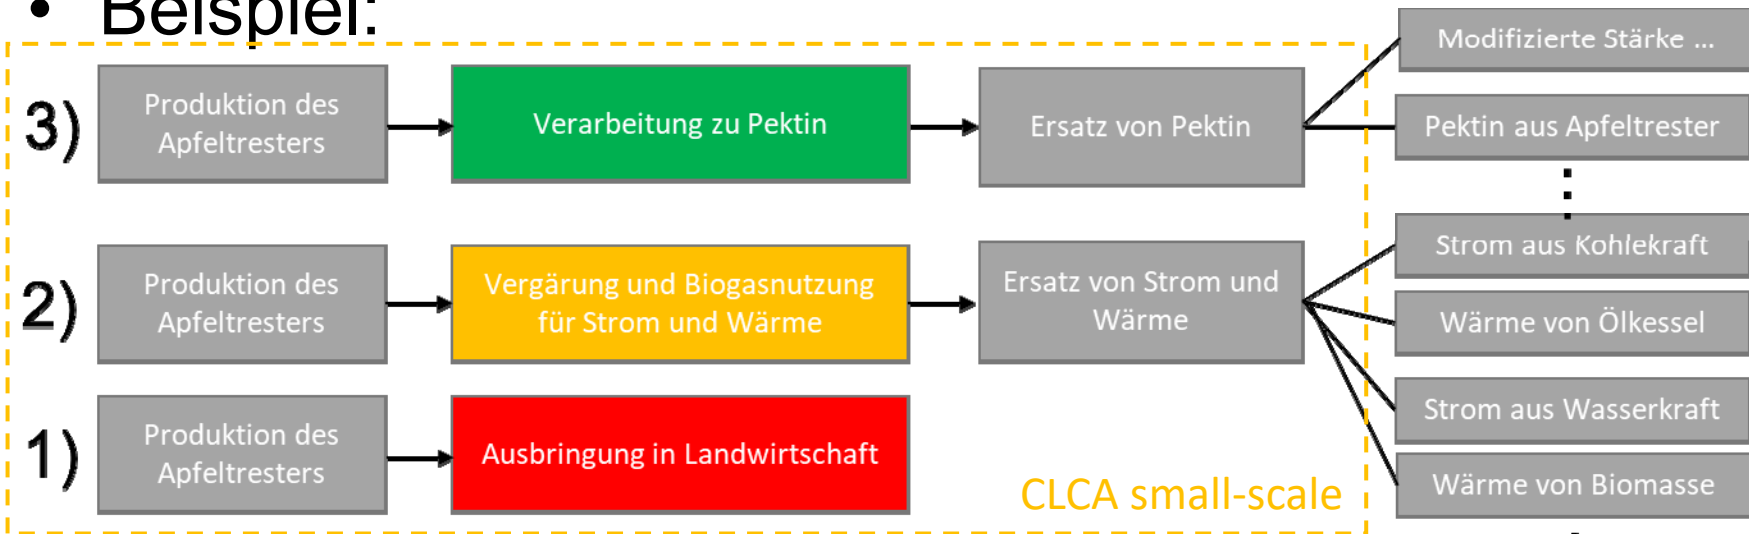 • Beispiel:
3)
Produktion des
Apfeltresters
Verarbeitung zu Pektin
Ersatz von Pektin
Modifizierte Stärke ...
Pektin aus Apfeltrester
2)
Produktion des
Apfeltresters
Vergärung und Biogasnutzung
für Strom und Wärme
Ersatz von Strom und
Wärme
Strom aus Kohlekraft
Wärme von Ölkessel
Strom aus Wasserkraft
Wärme von Biomasse
1)
Produktion des
Apfeltresters
Ausbringung in Landwirtschaft
CLCA small-scale